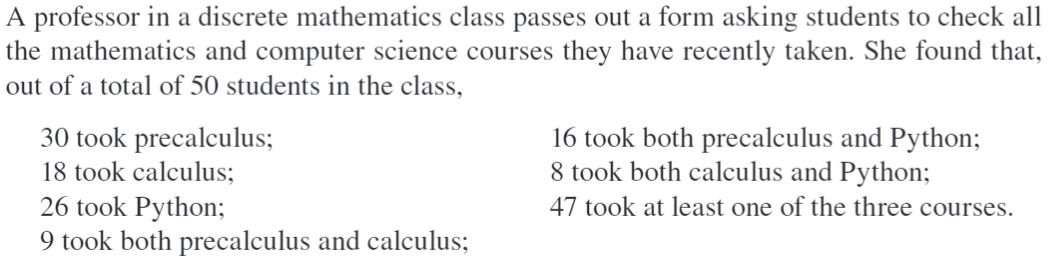 A professor in a discrete mathematics class passes out a form asking students to check all
the mathematics and computer science courses they have recently taken. She found that,
out of a total of 50 students in the class,
30 took precalculus;
18 took calculus;
26 took Python;
9 took both precalculus and calculus;
16 took both precalculus and Python;
8 took both calculus and Python;
47 took at least one of the three courses.